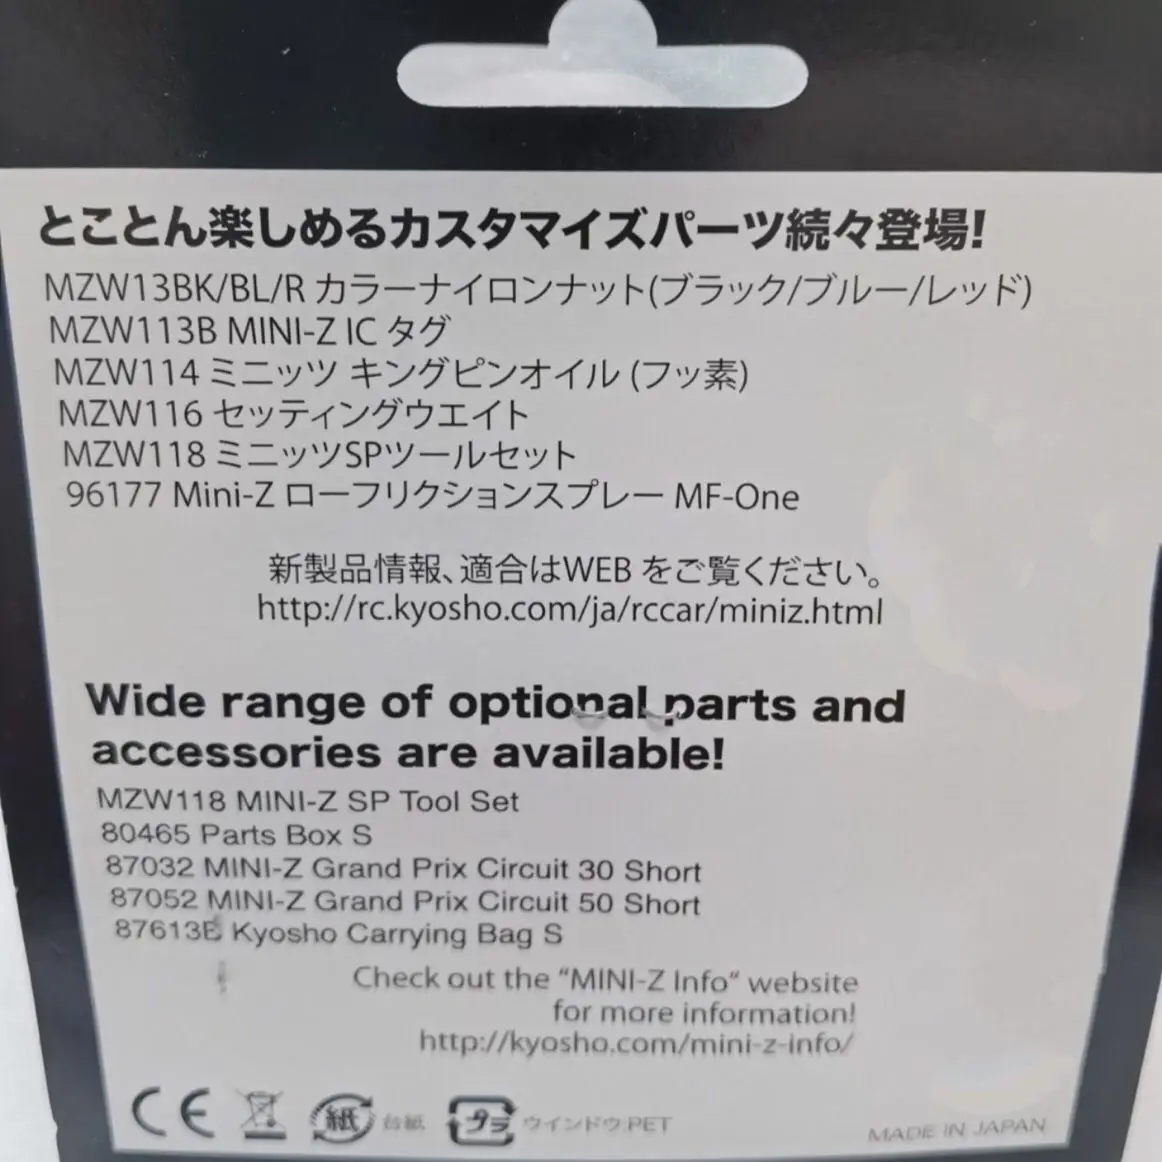 とことん楽しめるカスタマイズパーツ続々登場!
MZW13BK/BL/R カラーナイロンナット(ブラック/ブルー/レッド)
MZW113B MINI-Z IC タグ
MZW114 ミニッツ キングピンオイル (フッ素)
MZW116 セッティングウエイト
MZW118 ミニッツSPツールセット
96177 Mini-Z ローフリクションスプレー MF-One
新製品情報、適合はWEB をご覧ください。
http://rc.kyosho.com/ja/rccar/miniz.html
Wide range of optional parts and
accessories are available!
MZW118 MINI-Z SP Tool Set
80465 Parts Box S
87032 MINI-Z Grand Prix Circuit 30 Short
87052 MINI-Z Grand Prix Circuit 50 Short
87613E Kyosho Carrying Bag S
Check out the “MINI-Z Info“ website
for more information!
http://kyosho.com/mini-z-info/
CE 紙 台紙 プラ ウインドウ:PET
MADE IN JAPAN